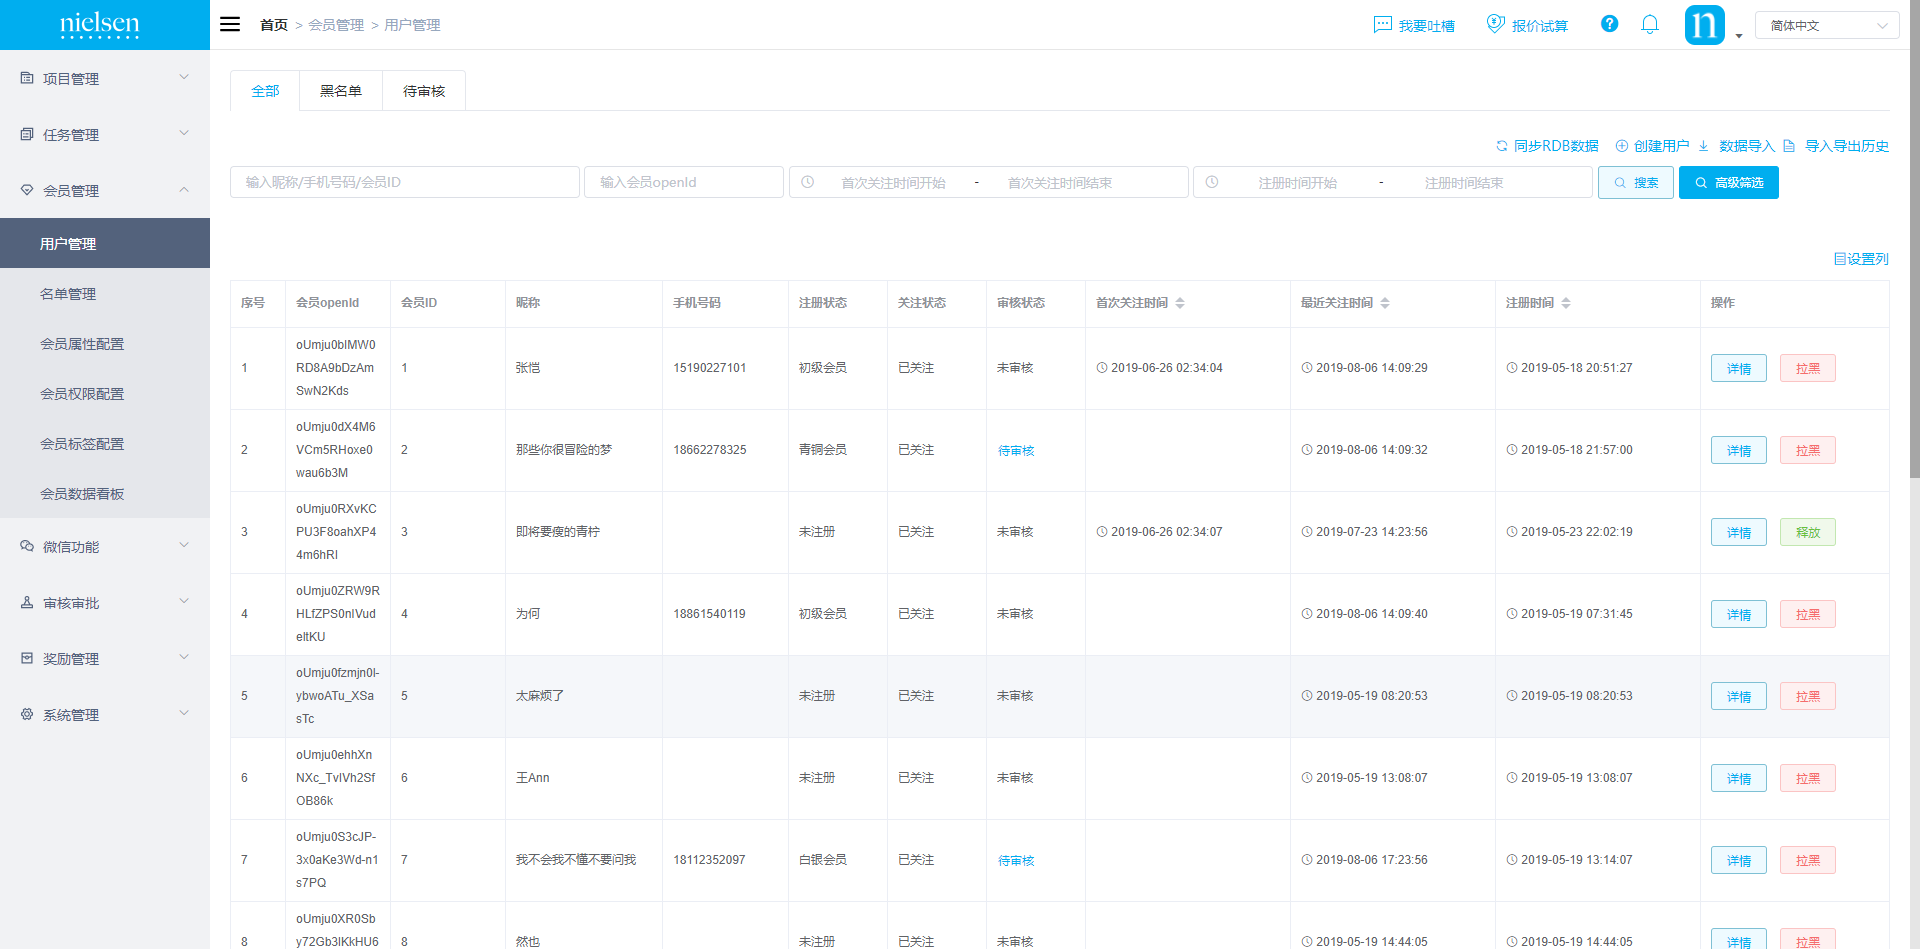 nielsen
首页 > 会员管理 > 用户管理
我要吐槽
报价试算
n
简体中文
项目管理
任务管理
会员管理
用户管理
名单管理
会员属性配置
会员权限配置
会员标签配置
会员数据看板
微信功能
审核审批
奖励管理
系统管理
全部 黑名单 待审核
同步RDB数据 创建用户 数据导入 导入导出历史
输入昵称/手机号码/会员ID 输入会员openId 首次关注时间开始 - 首次关注时间结束 注册时间开始 - 注册时间结束 搜索 高级筛选
设置列
序号 会员openId 会员ID 昵称 手机号码 注册状态 关注状态 审核状态 首次关注时间 最近关注时间 注册时间 操作
oUmju0blMW0
1 RD8A9bDzAm 1 张恺 15190227101 初级会员 已关注 未审核 2019-06-26 02:34:04 2019-08-06 14:09:29 2019-05-18 20:51:27 详情 拉黑
SwN2Kds
oUmju0dX4M6
2 VCm5RHoxe0 2 那些你很冒险的梦 18662278325 青铜会员 已关注 待审核 2019-08-06 14:09:32 2019-05-18 21:57:00 详情 拉黑
wau6b3M
oUmju0RXvKC
3 PU3F8oahXP4 3 即将要瘦的青柠 未注册 已关注 未审核 2019-06-26 02:34:07 2019-07-23 14:23:56 2019-05-23 22:02:19 详情 释放
4m6hRI
oUmju0ZRW9R
4 HLfZPS0nlVud 4 为何 18861540119 初级会员 已关注 未审核 2019-08-06 14:09:40 2019-05-19 07:31:45 详情 拉黑
eltKU
oUmju0fzmjn0l-
5 ybwoATu_XSa 5 太麻烦了 未注册 已关注 未审核 2019-05-19 08:20:53 2019-05-19 08:20:53 详情 拉黑
sTc
oUmju0ehhXn
6 NXc_TvlVh2Sf 6 王Ann 未注册 已关注 未审核 2019-05-19 13:08:07 2019-05-19 13:08:07 详情 拉黑
OB86k
oUmju0S3cJP-
7 3x0aKe3Wd-n1 7 我不会我不懂不要问我 18112352097 白银会员 已关注 待审核 2019-08-06 17:23:56 2019-05-19 13:14:07 详情 拉黑
s7PQ
oUmju0XR0Sb
8 y72Gb3lKkHU6 8 然也 未注册 已关注 未审核 2019-05-19 14:44:05 2019-05-19 14:44:05 详情 拉黑